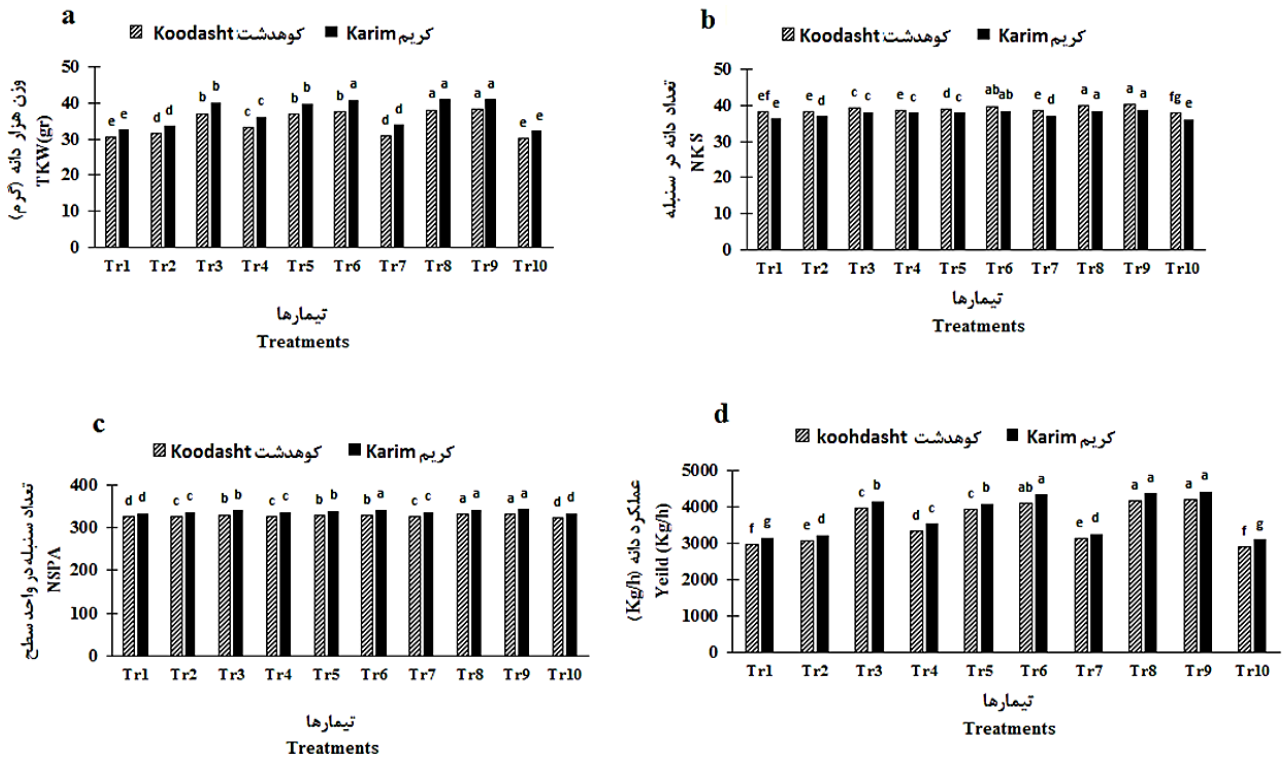 a
Koodasht کوهدشت Karim کریم
وزن هزار دانه (گرم)
TKW(gr)
50
40
30
20
10
0
e e d d b b c c b b b a d d a a a a e e
Tr1 Tr2 Tr3 Tr4 Tr5 Tr6 Tr7 Tr8 Tr9 Tr10
تیمارها
Treatments
b
Koodasht کوهدشت Karim کریم
تعداد دانه در سنبله
NKS
50
40
30
20
10
0
ef e e d c c e c d c ab ab e d a a a a fg e
Tr1 Tr2 Tr3 Tr4 Tr5 Tr6 Tr7 Tr8 Tr9 Tr10
تیمارها
Treatments
c
Koodasht کوهدشت Karim کریم
تعداد سنبله در واحد سطح
NSPA
400
300
200
100
0
d d c c b b c c b b b a c c a a a a d d
Tr1 Tr2 Tr3 Tr4 Tr5 Tr6 Tr7 Tr8 Tr9 Tr10
تیمارها
Treatments
d
koohdasht کوهدشت Karim کریم
عملکرد دانه (Kg/h)
Yeild (Kg/h)
5000
4000
3000
2000
1000
0
f g e d c b d c c b ab a e d a a a a f g
Tr1 Tr2 Tr3 Tr4 Tr5 Tr6 Tr7 Tr8 Tr9 Tr10
تیمارها
Treatments